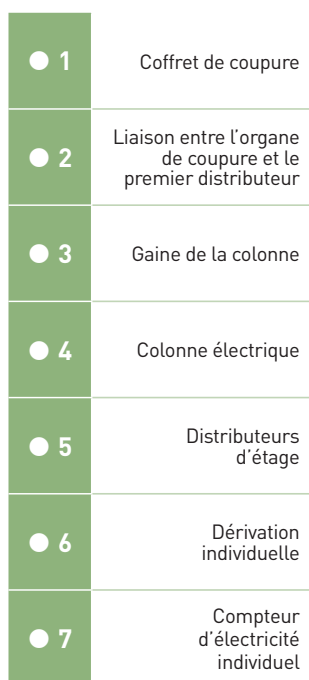 1 Coffret de coupure
2 Liaison entre l'organe
de coupure et le
premier distributeur
3 Gaine de la colonne
4 Colonne électrique
5 Distributeurs
d'étage
6 Dérivation
individuelle
7 Compteur
d'électricité
individuel